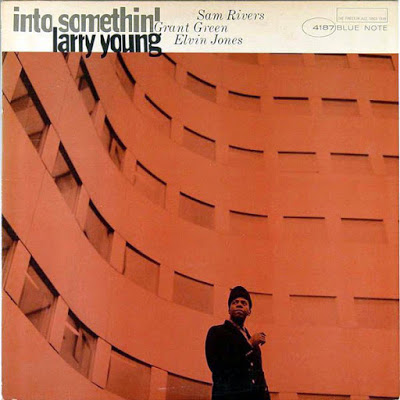 into somethin!
larry young
Sam Rivers
Grant Green
Elvin Jones
4187 BLUE NOTE